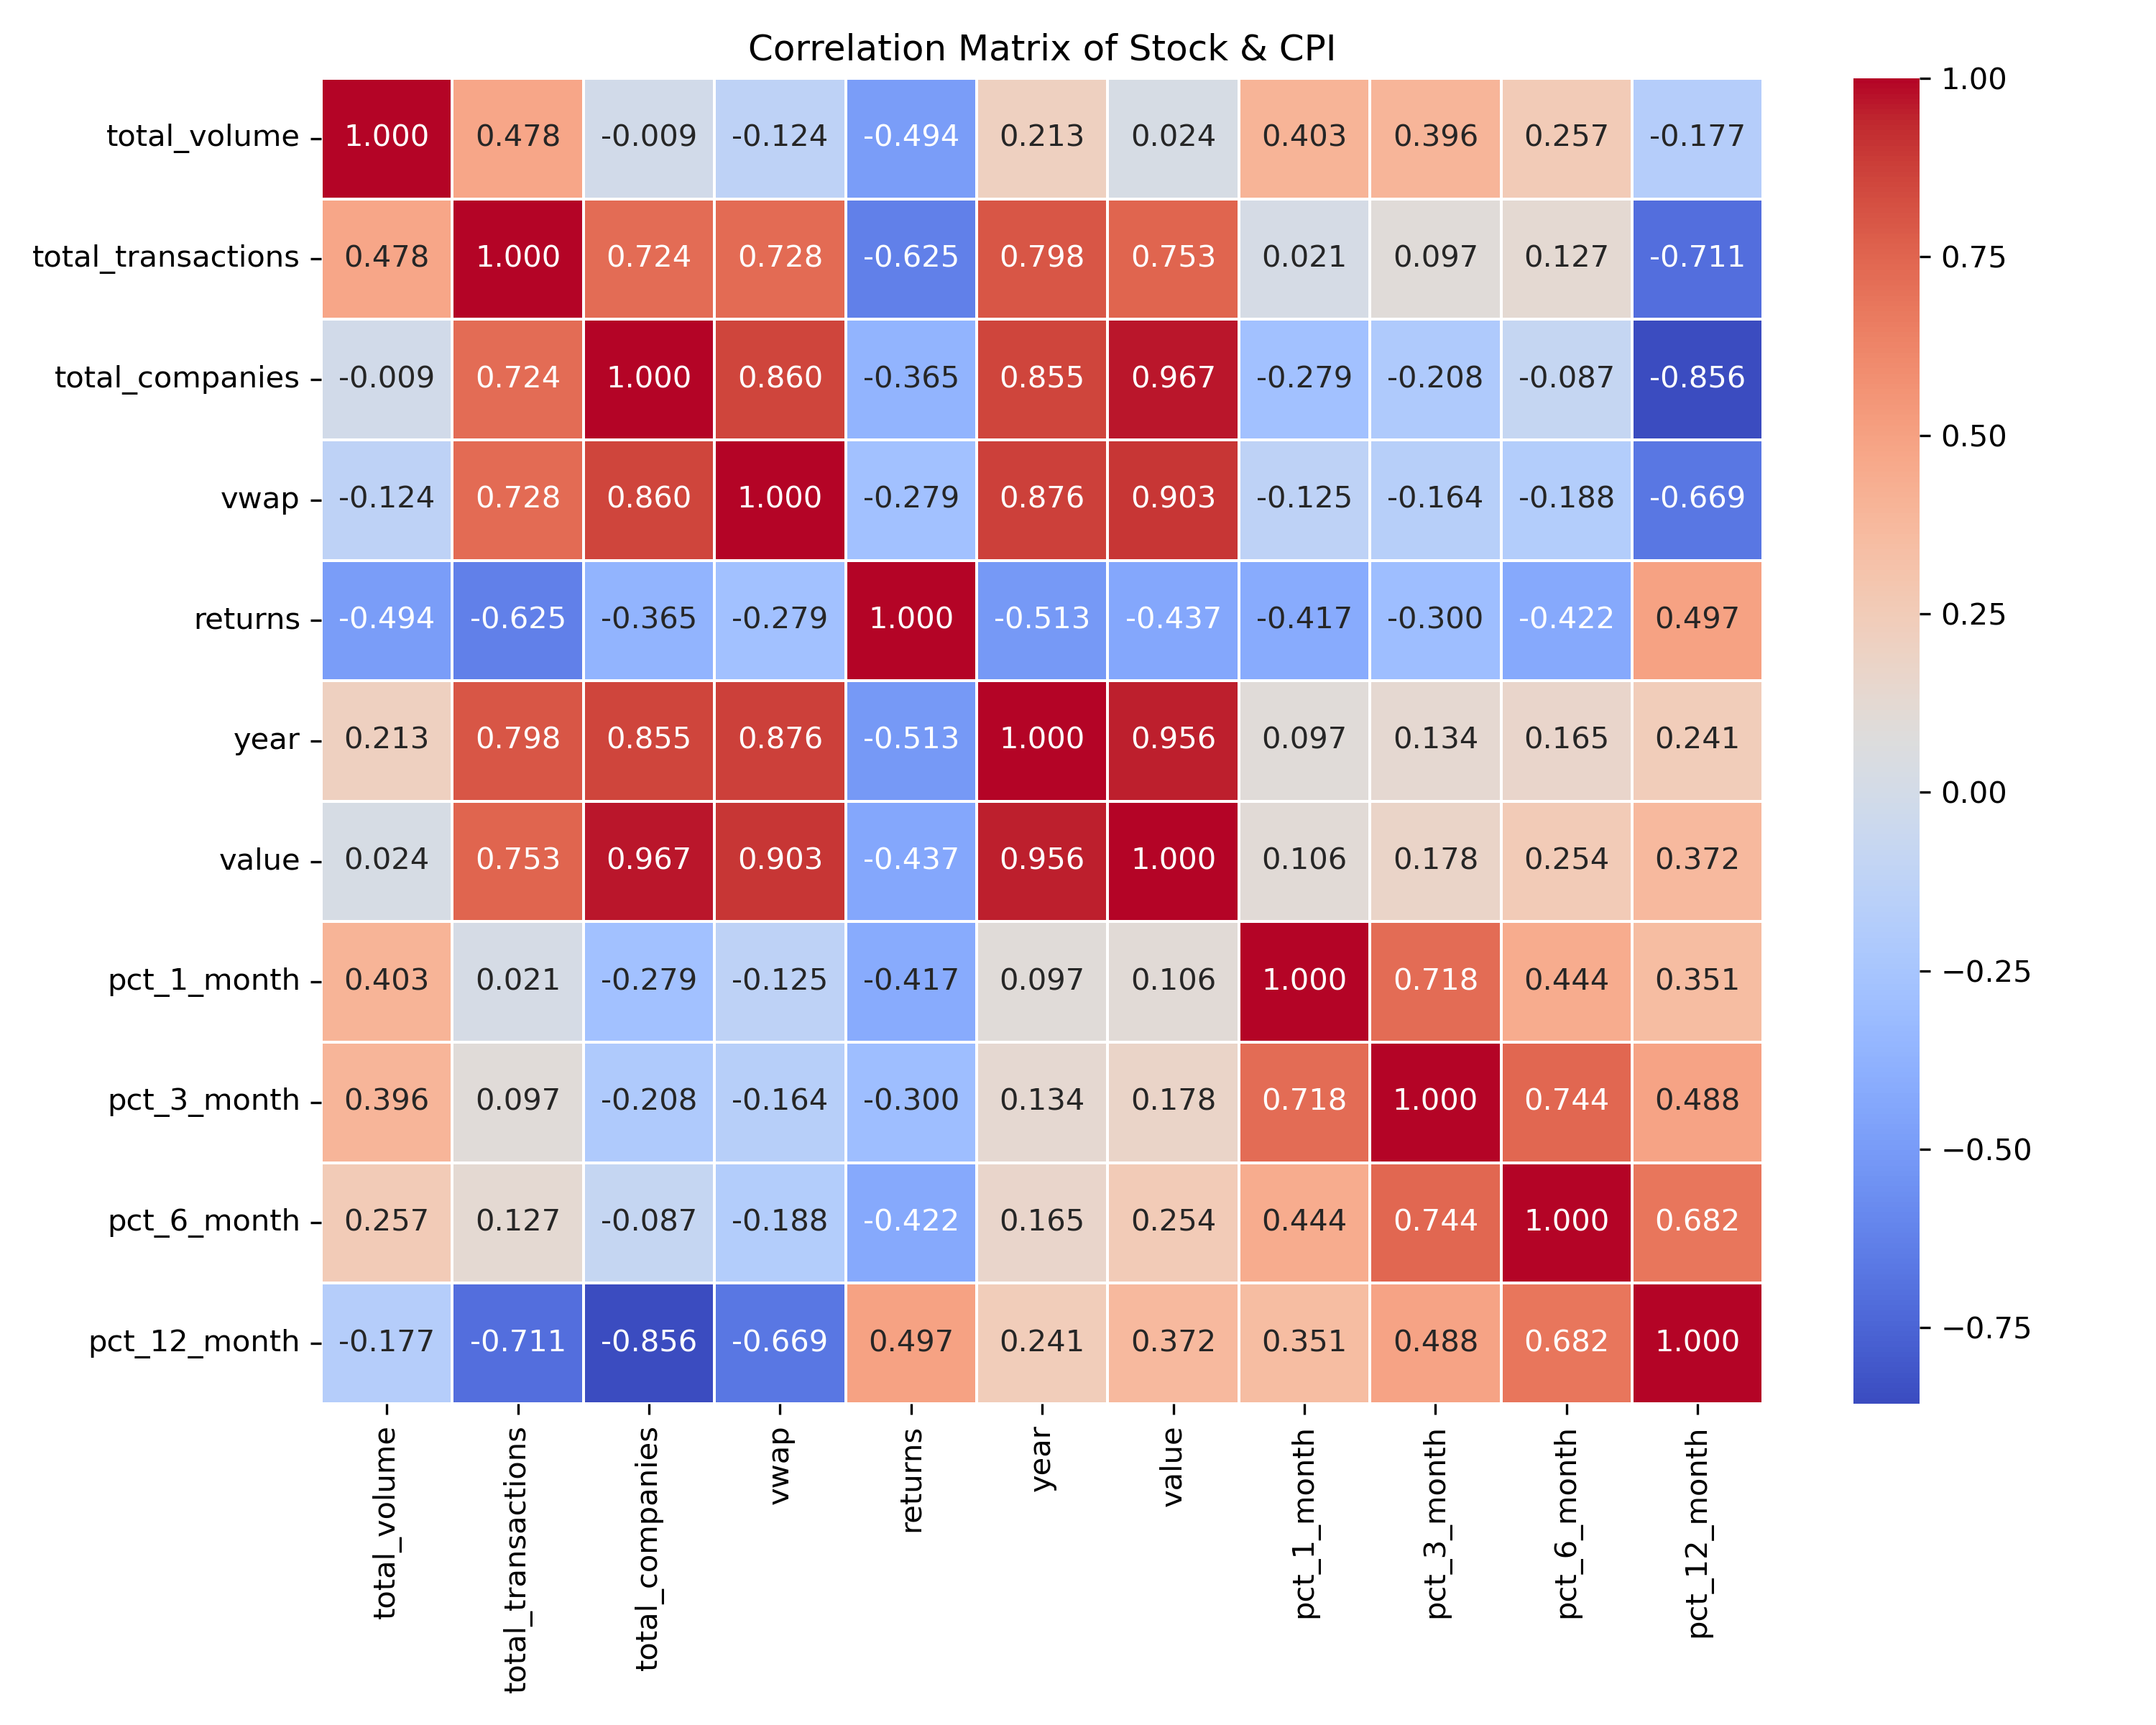 Correlation Matrix of Stock & CPI
total_volume 1.000 0.478 -0.009 -0.124 -0.494 0.213 0.024 0.403 0.396 0.257 -0.177
total_transactions 0.478 1.000 0.724 0.728 -0.625 0.798 0.753 0.021 0.097 0.127 -0.711
total_companies -0.009 0.724 1.000 0.860 -0.365 0.855 0.967 -0.279 -0.208 -0.087 -0.856
vwap -0.124 0.728 0.860 1.000 -0.279 0.876 0.903 -0.125 -0.164 -0.188 -0.669
returns -0.494 -0.625 -0.365 -0.279 1.000 -0.513 -0.437 -0.417 -0.300 -0.422 0.497
year 0.213 0.798 0.855 0.876 -0.513 1.000 0.956 0.097 0.134 0.165 0.241
value 0.024 0.753 0.967 0.903 -0.437 0.956 1.000 0.106 0.178 0.254 0.372
pct_1_month 0.403 0.021 -0.279 -0.125 -0.417 0.097 0.106 1.000 0.718 0.444 0.351
pct_3_month 0.396 0.097 -0.208 -0.164 -0.300 0.134 0.178 0.718 1.000 0.744 0.488
pct_6_month 0.257 0.127 -0.087 -0.188 -0.422 0.165 0.254 0.444 0.744 1.000 0.682
pct_12_month -0.177 -0.711 -0.856 -0.669 0.497 0.241 0.372 0.351 0.488 0.682 1.000
total_volume
total_transactions
total_companies
vwap
returns
year
value
pct_1_month
pct_3_month
pct_6_month
pct_12_month
1.00
0.75
0.50
0.25
0.00
−0.25
−0.50
−0.75